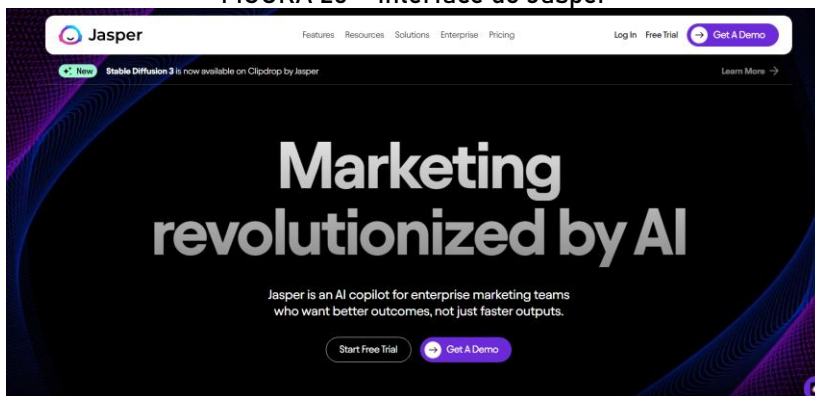 Jasper
Features Resources Solutions Enterprise Pricing
Log In Free Trial Get A Demo
New Stable Diffusion 3 is now available on Clipdrop by Jasper
Learn More
Marketing
revolutionized by AI
Jasper is an AI copilot for enterprise marketing teams
who want better outcomes, not just faster outputs.
Start Free Trial Get A Demo